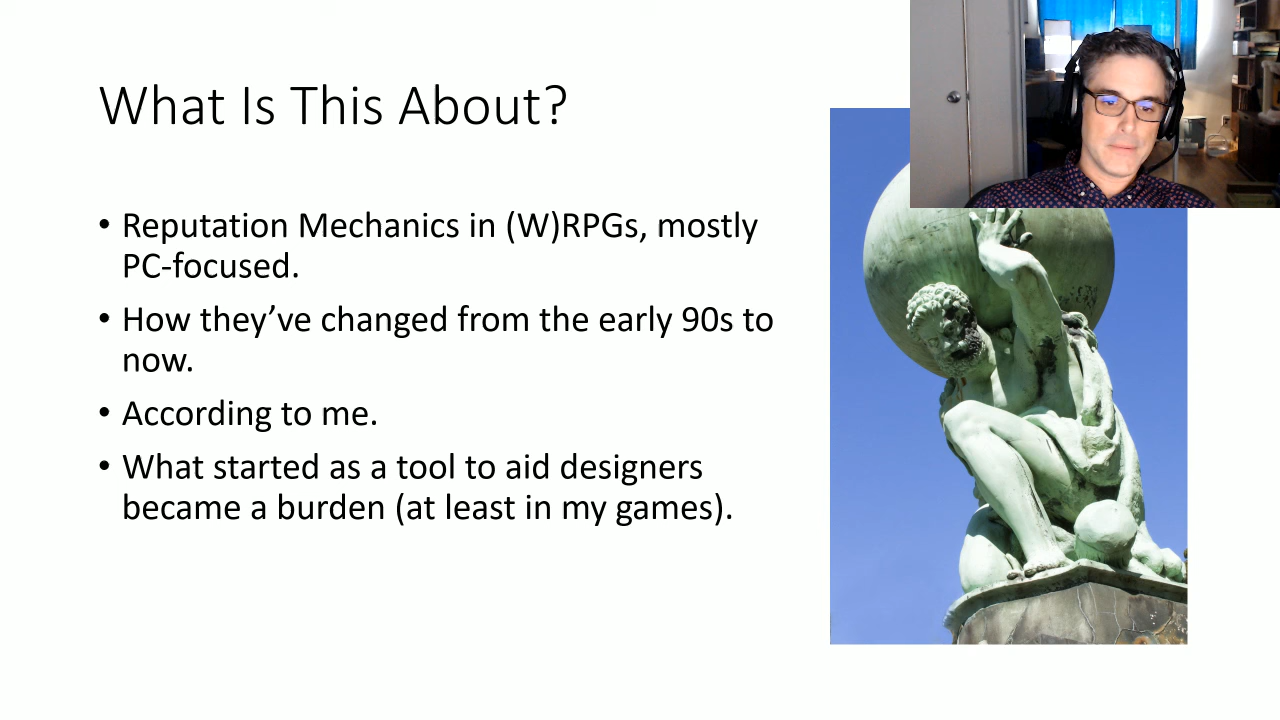 What Is This About?
• Reputation Mechanics in (W)RPGs, mostly
PC-focused.
• How they’ve changed from the early 90s to
now.
• According to me.
• What started as a tool to aid designers
became a burden (at least in my games).